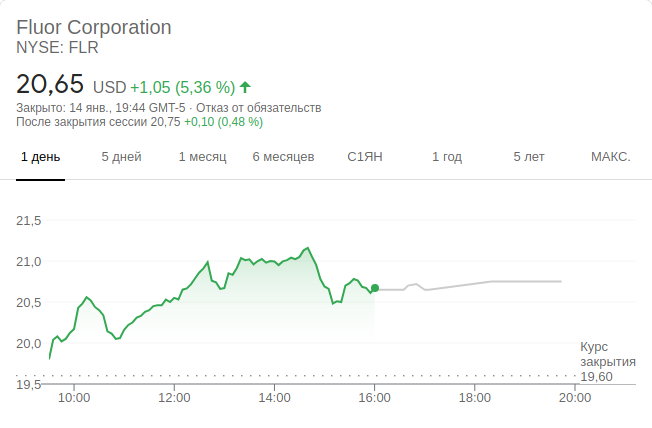 Fluor Corporation
NYSE: FLR
20,65 USD +1,05 (5,36 %)
Закрыто: 14 янв., 19:44 GMT-5 · Отказ от обязательств
После закрытия сессии 20,75 +0,10 (0,48 %)
1 день 5 дней 1 месяц 6 месяцев С1ЯН 1 год 5 лет МАКС.
21,5
21,0
20,5
20,0
Курс
закрытия
19,60
19,5
10:00 12:00 14:00 16:00 18:00 20:00